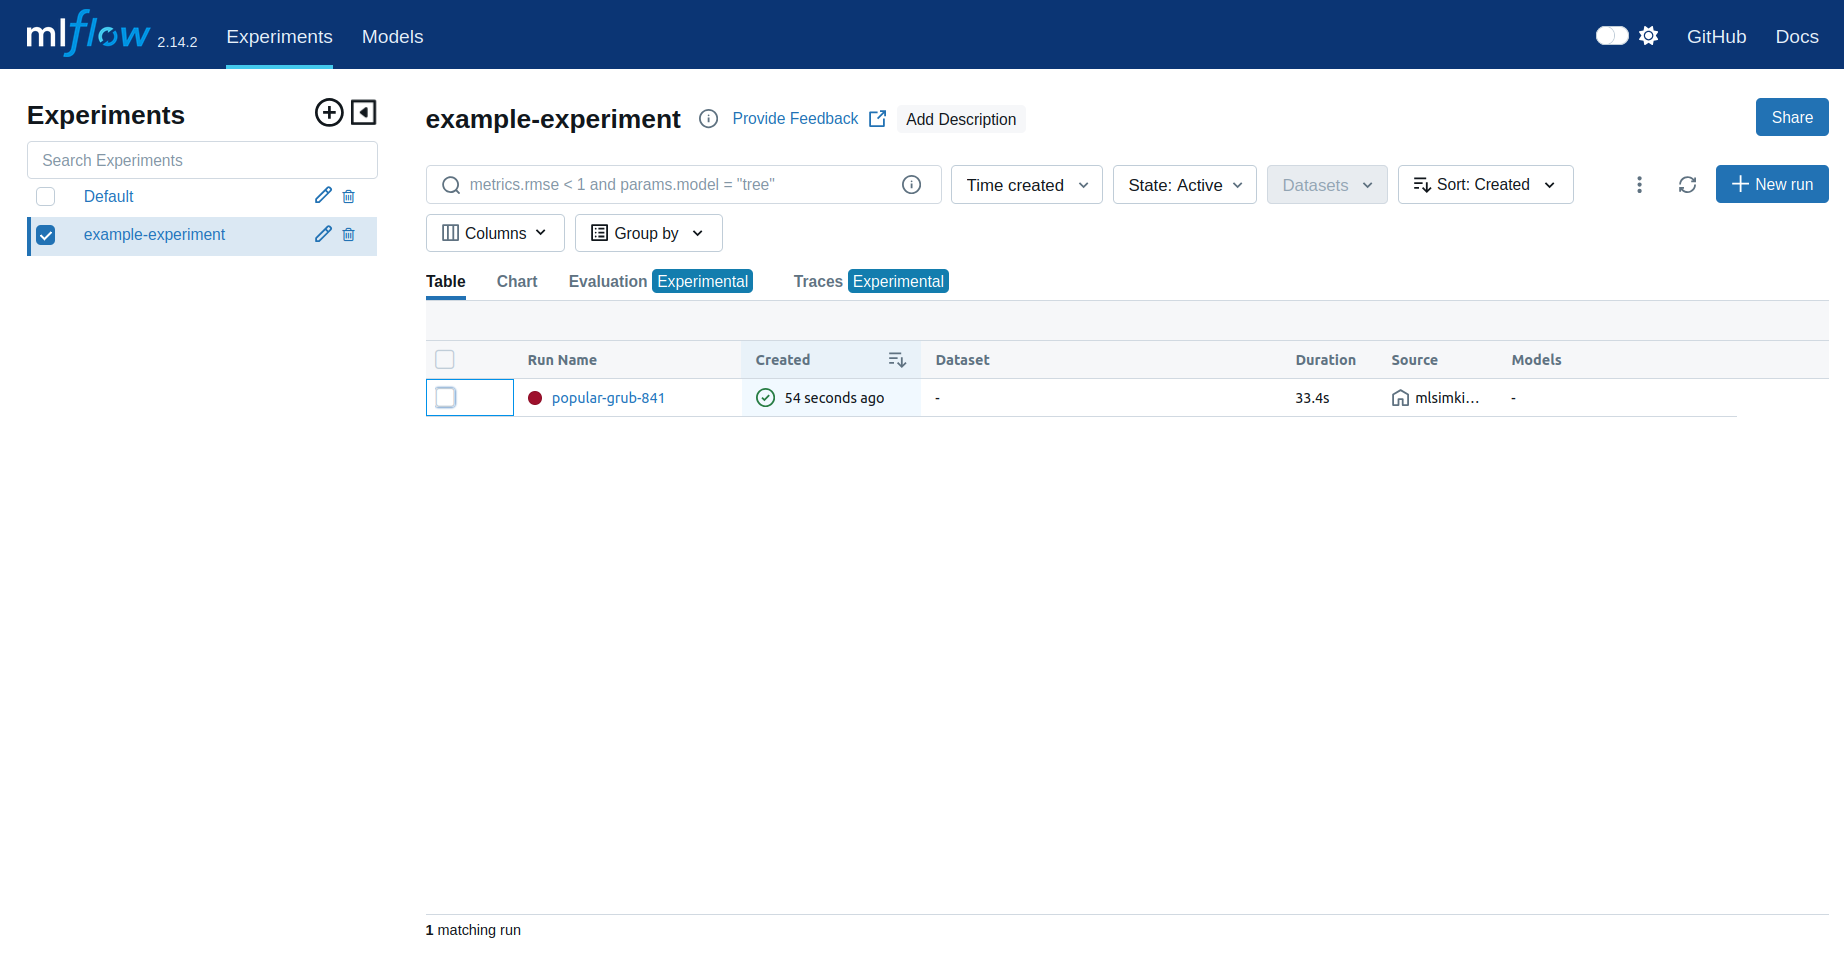 mlflow 2.14.2 Experiments Models GitHub Docs
Experiments
Search Experiments
Default
example-experiment
example-experiment Provide Feedback Add Description Share
metrics.rmse < 1 and params.model = "tree" Time created State: Active Datasets Sort: Created New run
Columns Group by
Table Chart Evaluation Experimental Traces Experimental
Run Name Created Dataset Duration Source Models
popular-grub-841 54 seconds ago - 33.4s mlsimki... -
1 matching run